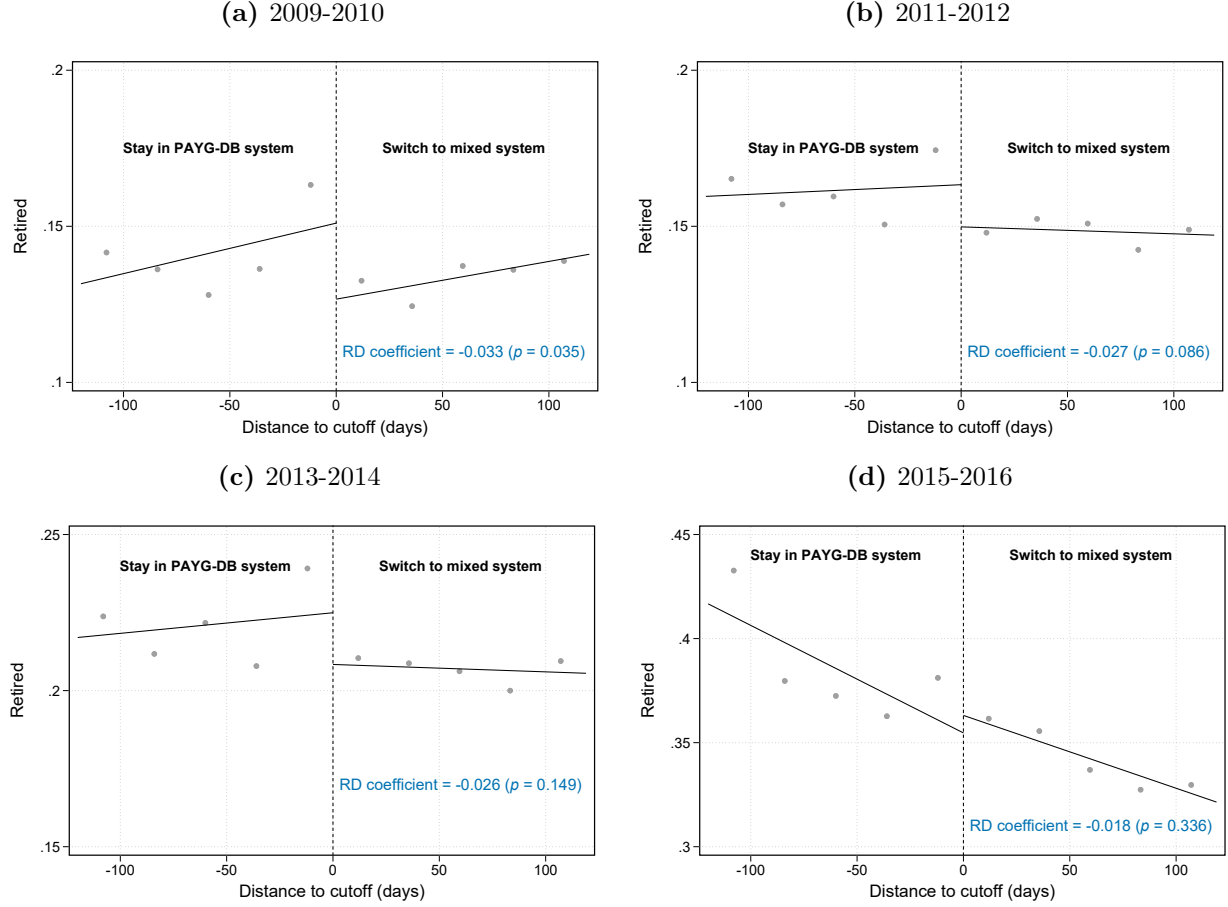 (a) 2009-2010
.2
.15
.1
Retired
Stay in PAYG-DB system
Switch to mixed system
RD coefficient = -0.033 (p = 0.035)
-100 -50 0 50 100
Distance to cutoff (days)
(b) 2011-2012
.2
.15
.1
Retired
Stay in PAYG-DB system
Switch to mixed system
RD coefficient = -0.027 (p = 0.086)
-100 -50 0 50 100
Distance to cutoff (days)
(c) 2013-2014
.25
.2
.15
Retired
Stay in PAYG-DB system
Switch to mixed system
RD coefficient = -0.026 (p = 0.149)
-100 -50 0 50 100
Distance to cutoff (days)
(d) 2015-2016
.45
.4
.35
.3
Retired
Stay in PAYG-DB system
Switch to mixed system
RD coefficient = -0.018 (p = 0.336)
-100 -50 0 50 100
Distance to cutoff (days)